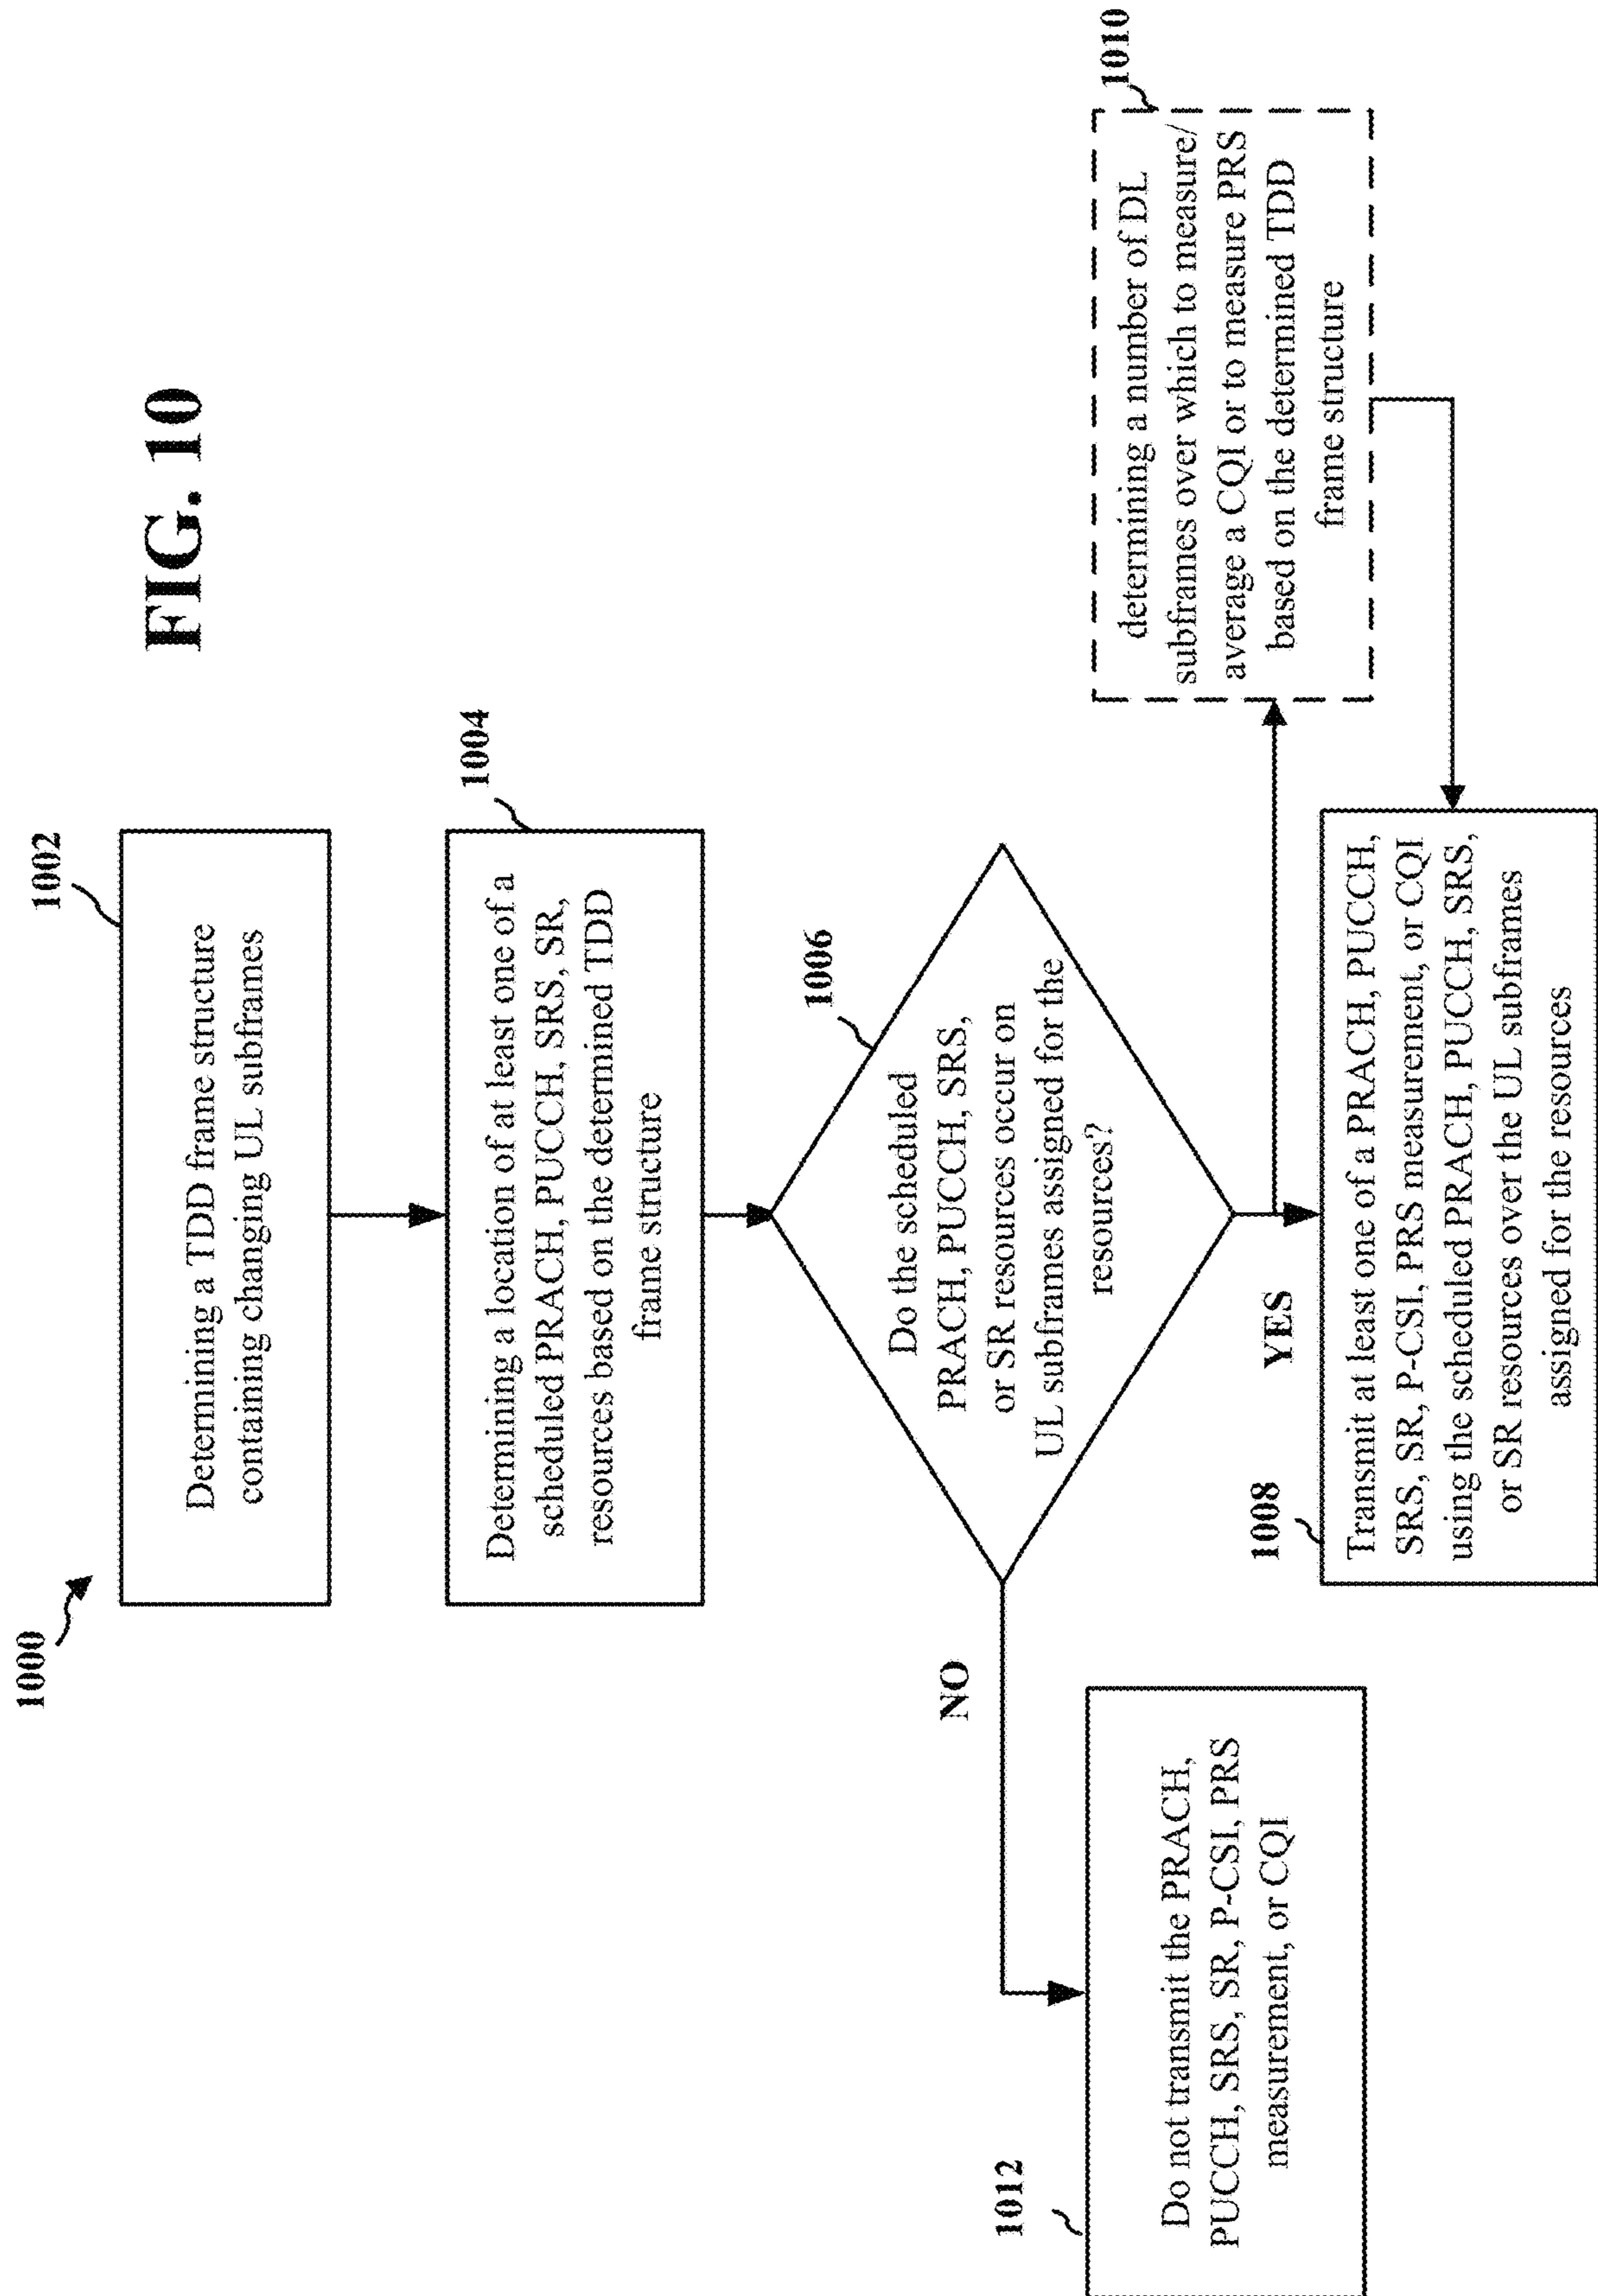 FIG. 10
1000
1002
Determining a TDD frame structure
containing changing UL subframes
1004
Determining a location of at least one of a
scheduled PRACH, PUCCH, SRS, SR,
resources based on the determined TDD
frame structure
1006
Do the scheduled
PRACH, PUCCH, SRS,
or SR resources occur on
UL subframes assigned for the
resources?
NO
YES
1010
determining a number of DL
subframes over which to measure/
average a CQI or to measure PRS
based on the determined TDD
frame structure
1008
Transmit at least one of a PRACH, PUCCH,
SRS, SR, P-CSI, PRS measurement, or CQI
using the scheduled PRACH, PUCCH, SRS,
or SR resources over the UL subframes
assigned for the resources
1012
Do not transmit the PRACH,
PUCCH, SRS, SR, P-CSI, PRS
measurement, or CQI